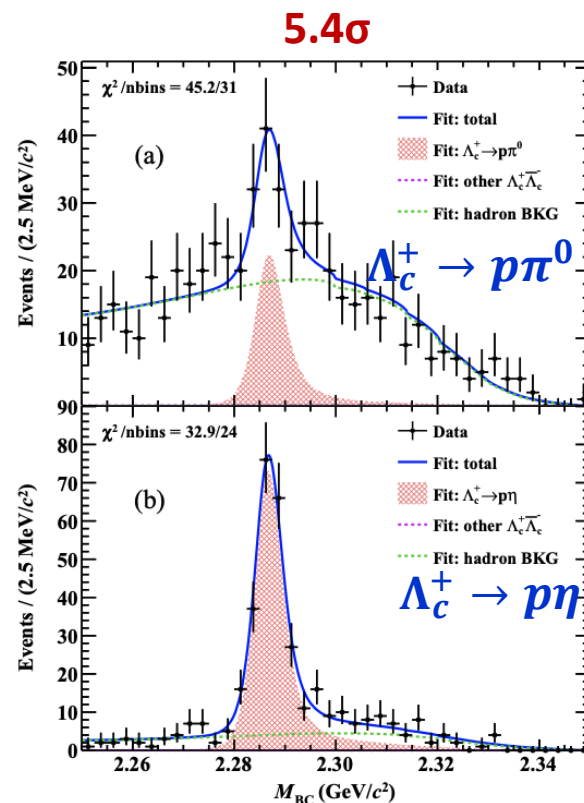 5.4σ
50
40
30
20
10
Events / (2.5 MeV/c²)
χ²/nbins = 45.2/31
(a)
Data
Fit: total
Fit: Λc⁺→pπ⁰
Fit: other Λc⁺Λ̄c⁻
Fit: hadron BKG
Λc⁺ → pπ⁰
90
80
70
60
50
40
30
20
10
0
Events / (2.5 MeV/c²)
χ²/nbins = 32.9/24
(b)
Data
Fit: total
Fit: Λc⁺→pη
Fit: other Λc⁺Λ̄c⁻
Fit: hadron BKG
Λc⁺ → pη
2.26 2.28 2.30 2.32 2.34
M_BC (GeV/c²)